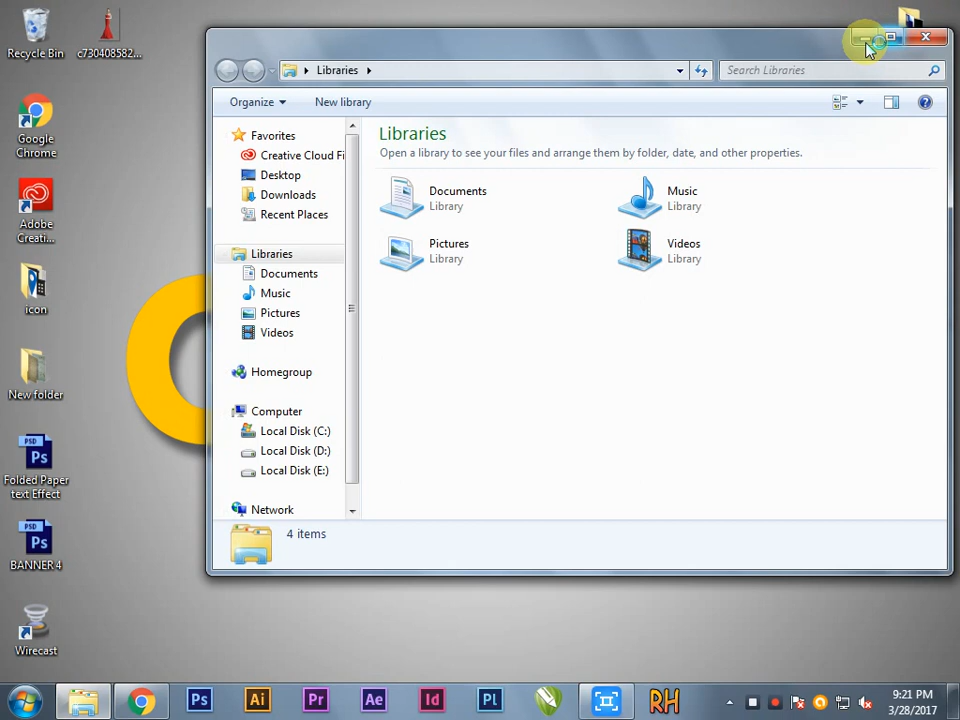 Recycle Bin
c730408582...
Google
Chrome
Adobe
Creati...
icon
New folder
PSD
Ps
Folded Paper
text Effect
PSD
Ps
BANNER 4
Wirecast
Libraries
Search Libraries
Organize
New library
Favorites
Creative Cloud Fi
Desktop
Downloads
Recent Places
Libraries
Documents
Music
Pictures
Videos
Homegroup
Computer
Local Disk (C:)
Local Disk (D:)
Local Disk (E:)
Network
Libraries
Open a library to see your files and arrange them by folder, date, and other properties.
Documents
Library
Music
Library
Pictures
Library
Videos
Library
4 items
Ps
Ai
Pr
Ae
Id
Pl
RH
9:21 PM
3/28/2017